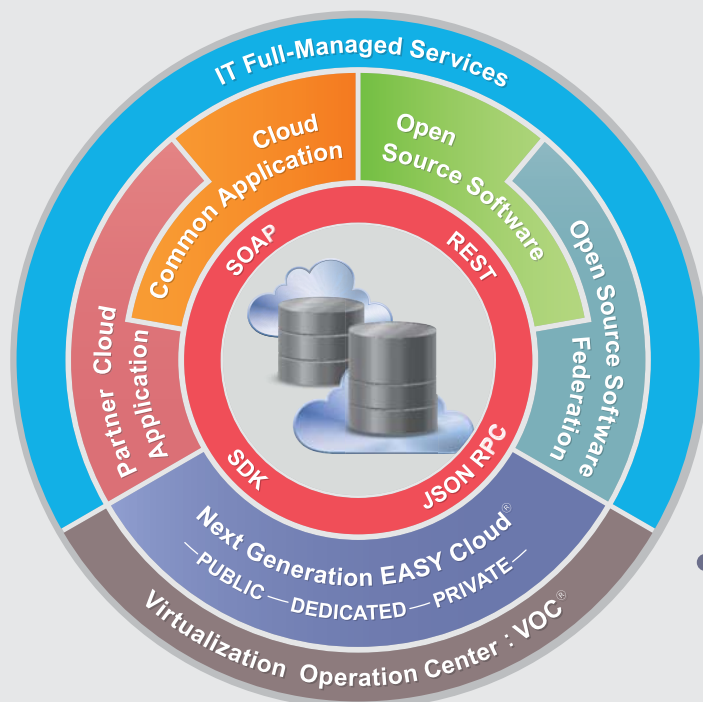 IT Full-Managed Services
Cloud
Common Application
Open
Source Software
Partner Cloud
Application
Open Source Software
Federation
SOAP
REST
SDK
JSON RPC
Next Generation EASY Cloud®
—PUBLIC—DEDICATED—PRIVATE—
Virtualization Operation Center : VOC®